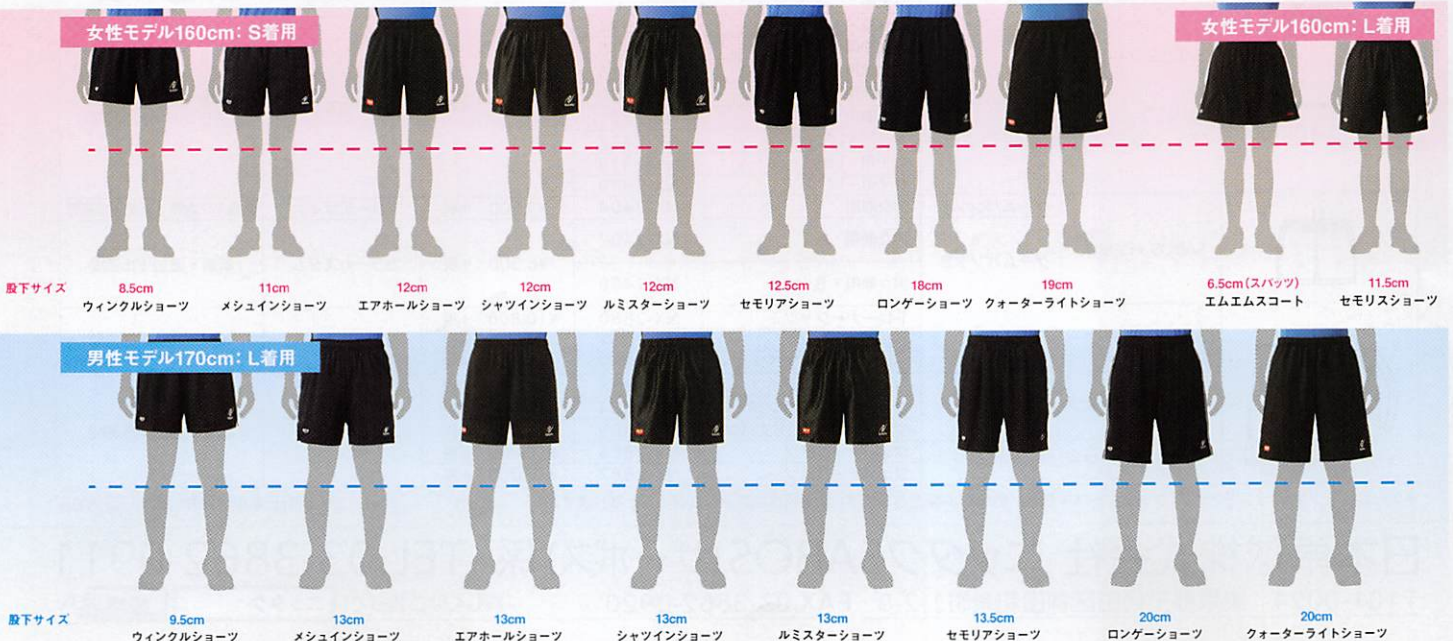 女性モデル160cm：S着用
女性モデル160cm：L着用
股下サイズ
8.5cm
ウィンクルショーツ
11cm
メシュインショーツ
12cm
エアホールショーツ
12cm
シャツインショーツ
12cm
ルミスターショーツ
12.5cm
セモリアショーツ
18cm
ロンゲーショーツ
19cm
クォーターライトショーツ
6.5cm（スパッツ）
エムエムスコート
11.5cm
セモリスショーツ
男性モデル170cm：L着用
股下サイズ
9.5cm
ウィンクルショーツ
13cm
メシュインショーツ
13cm
エアホールショーツ
13cm
シャツインショーツ
13cm
ルミスターショーツ
13.5cm
セモリアショーツ
20cm
ロンゲーショーツ
20cm
クォーターライトショーツ